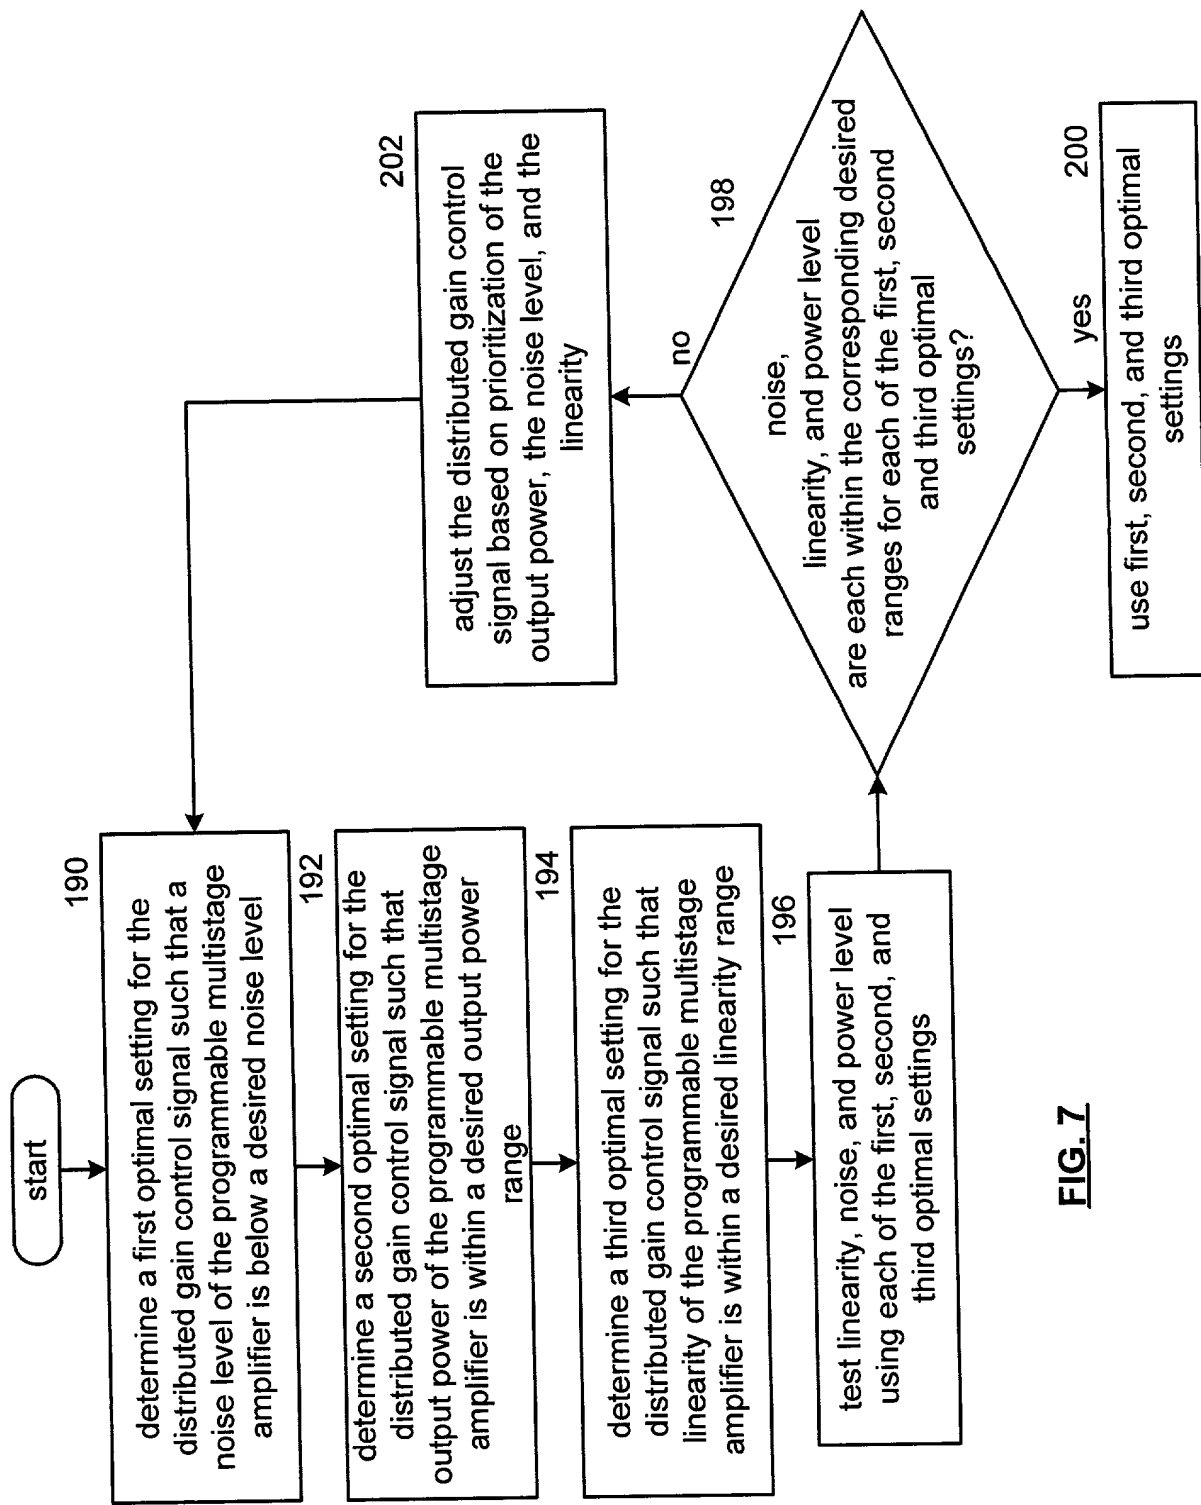 start
190
determine a first optimal setting for the
distributed gain control signal such that a
noise level of the programmable multistage
amplifier is below a desired noise level
192
determine a second optimal setting for the
distributed gain control signal such that
output power of the programmable multistage
amplifier is within a desired output power
range
194
determine a third optimal setting for the
distributed gain control signal such that
linearity of the programmable multistage
amplifier is within a desired linearity range
196
test linearity, noise, and power level
using each of the first, second, and
third optimal settings
202
adjust the distributed gain control
signal based on prioritization of the
output power, the noise level, and the
linearity
no
198
noise,
linearity, and power level
are each within the corresponding desired
ranges for each of the first, second
and third optimal
settings?
yes
200
use first, second, and third optimal
settings
FIG. 7